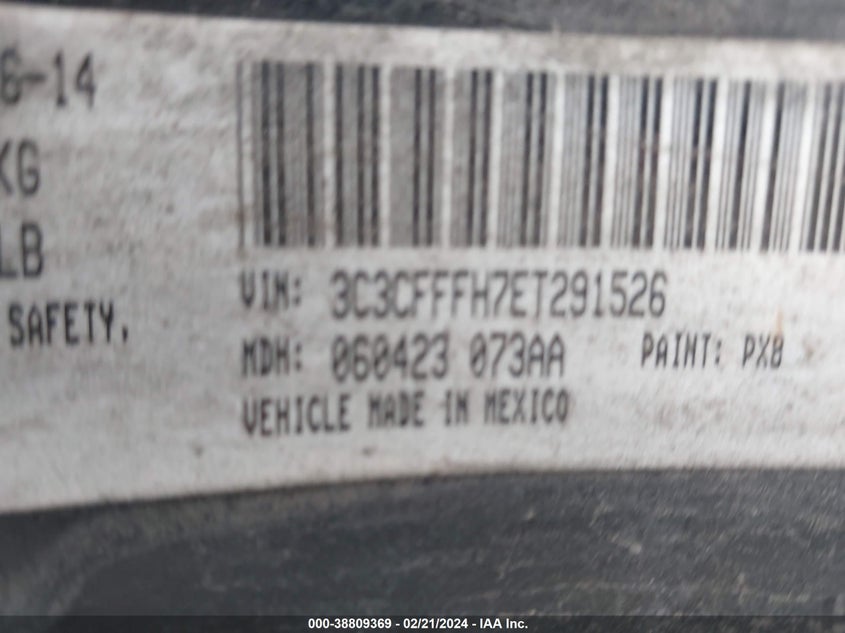 6-14
KG
LB
SAFETY.
VIN: 3C3CFFFH7ET291526
MDH: 060423 073AA PAINT: PX8
VEHICLE MADE IN MEXICO
000-38809369 - 02/21/2024 - IAA Inc.